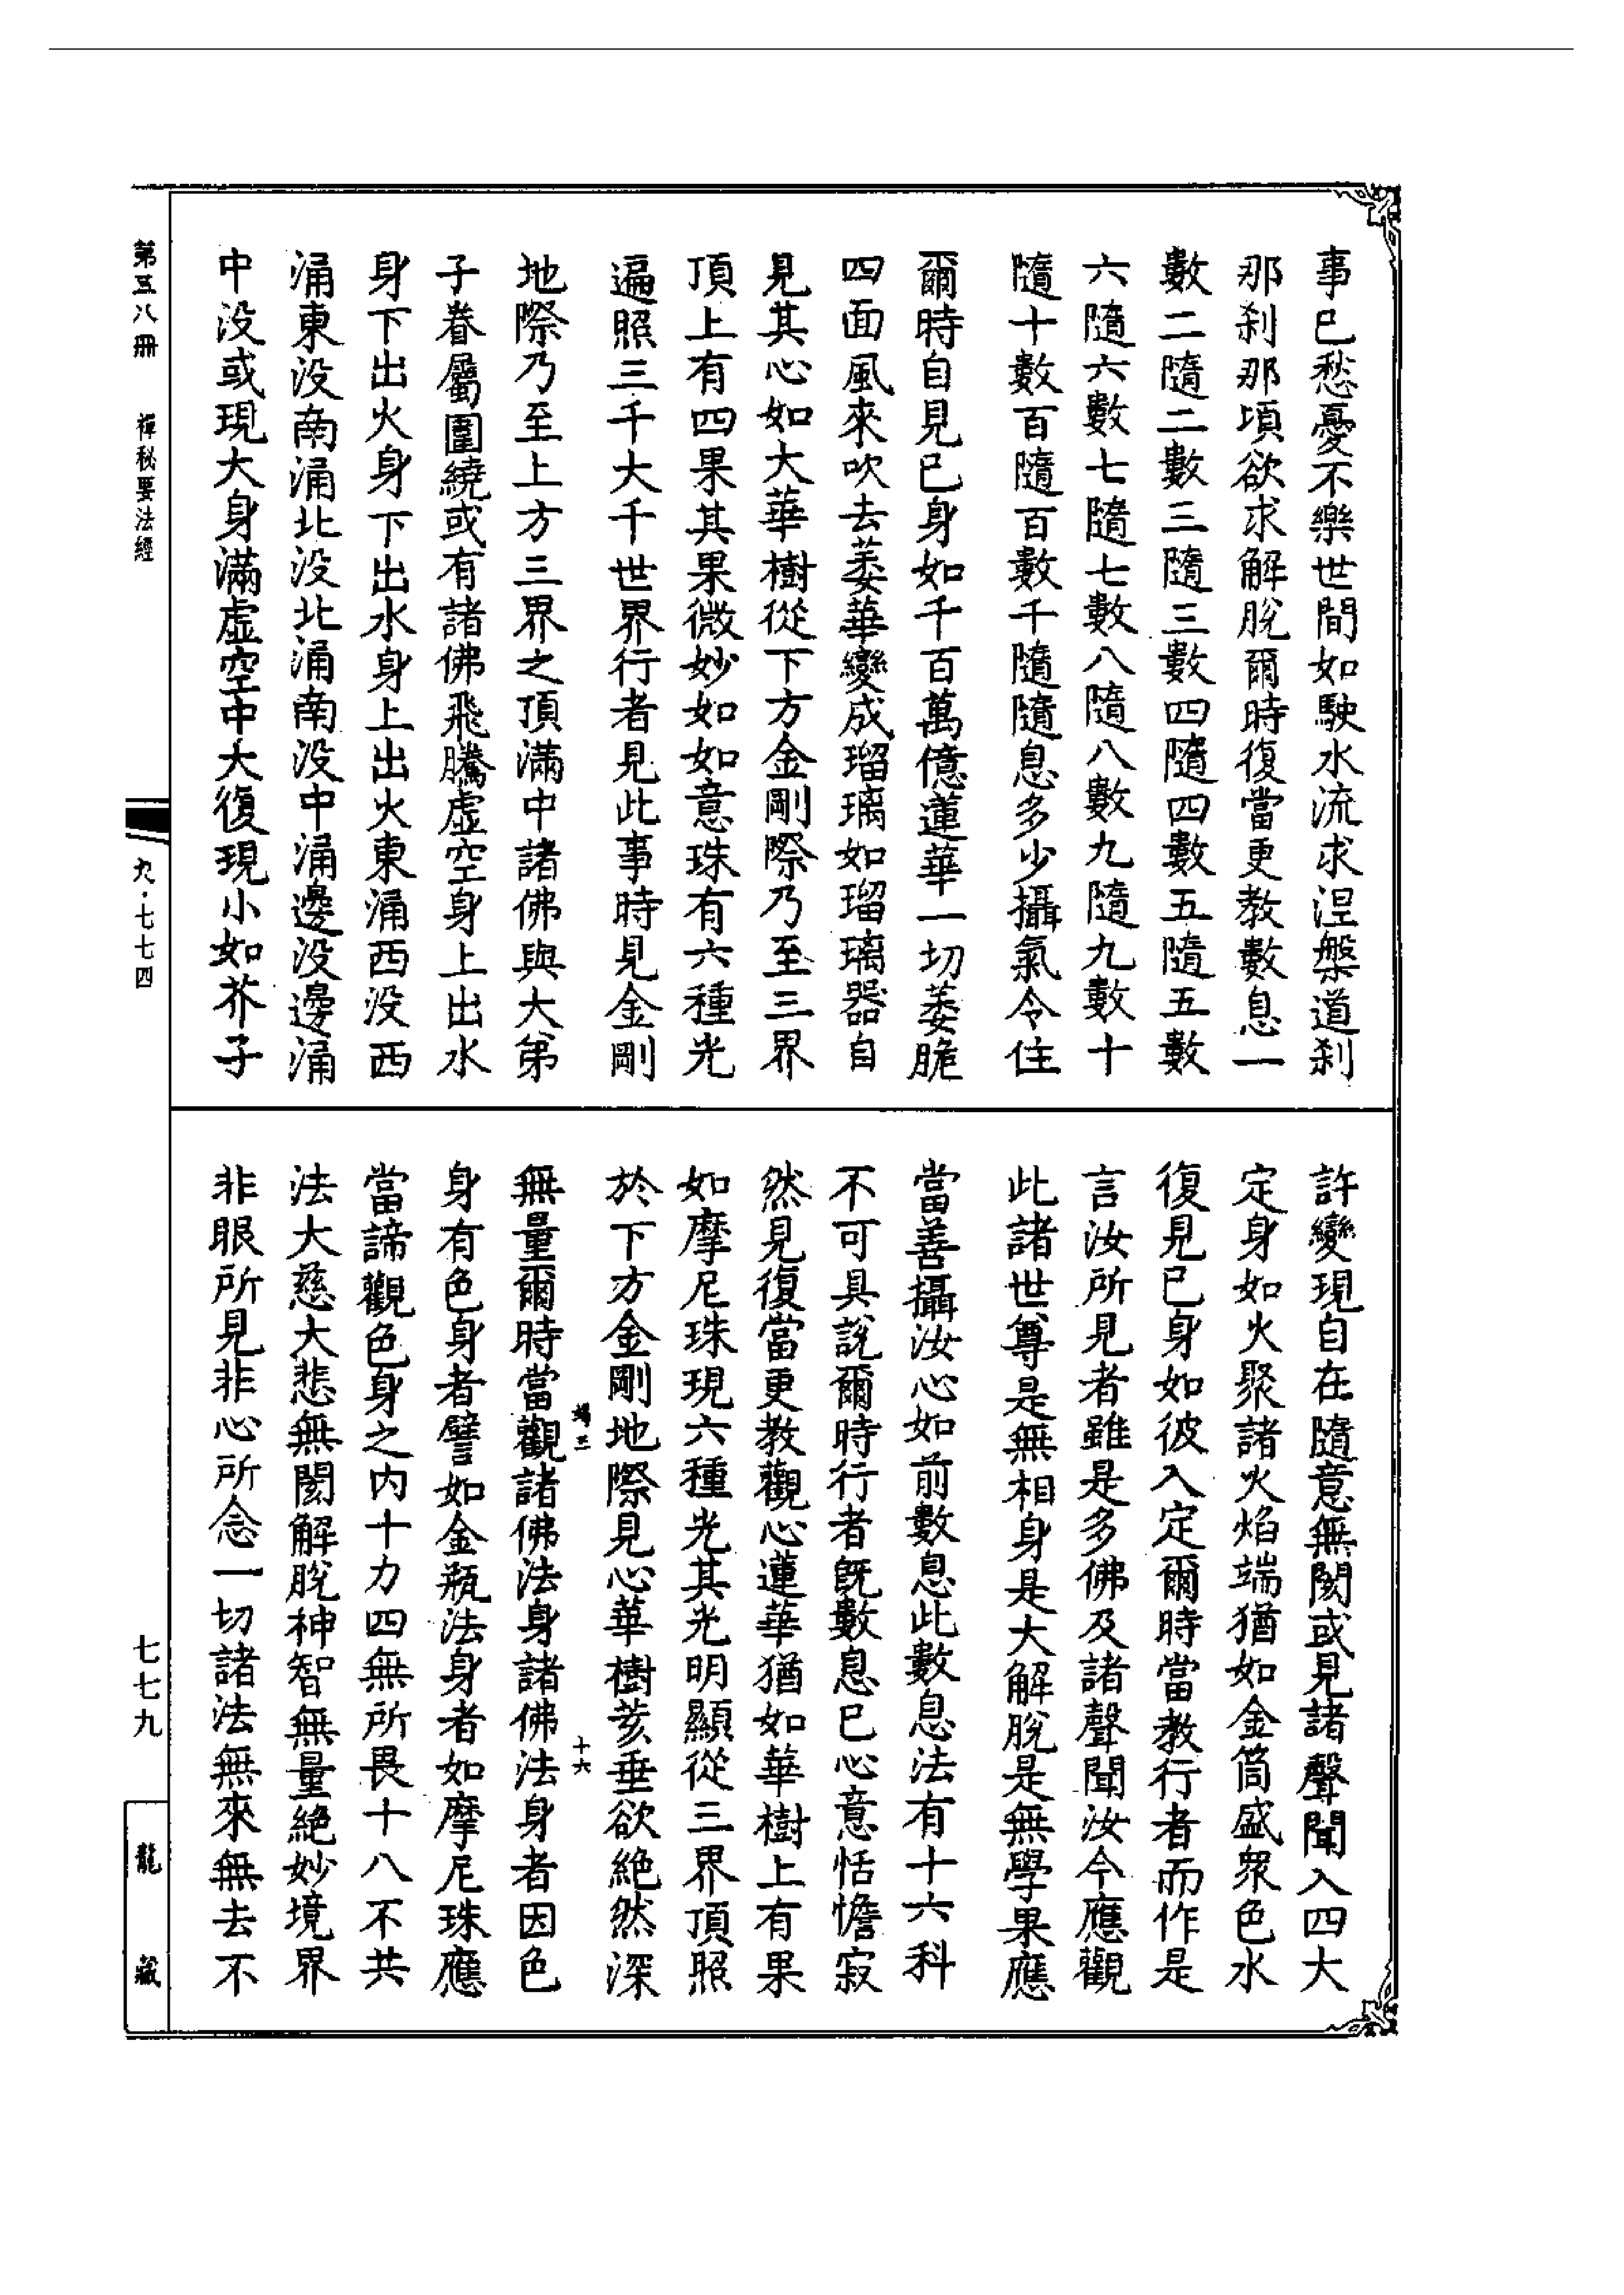 事已愁憂不樂世間如駛水流求涅槃道剎
那剎那頃欲求解脫爾時復當更教數息一
數二隨二數三隨三數四隨四數五隨五數
六隨六數七隨七數八隨八數九隨九數十
隨十數百隨百數千隨隨息多少攝氣令住
爾時自見已身如千百萬億蓮華一切萎脆
四面風來吹去萎華變成瑠璃如瑠璃器自
見其心如大華樹從下方金剛際乃至三界
頂上有四果其果微妙如如意珠有六種光
遍照三千大千世界行者見此事時見金剛
地際乃至上方三界之頂滿中諸佛與大弟
子眷屬圍繞或有諸佛飛騰虛空身上出水
身下出火身下出水身上出火東涌西没西
涌東没南涌北没北涌南没中涌邊没邊涌
中没或現大身滿虛空中大復現小如芥子
許變現自在隨意無閡或見諸聲聞入四大
定身如火聚諸火焰端猶如金筒盛衆色水
復見已身如彼入定爾時當教行者而作是
言汝所見者雖是多佛及諸聲聞汝今應觀
此諸世尊是無相身是大解脫是無學果應
當善攝汝心如前數息此數息法有十六科
不可具說爾時行者既數息已心意恬憺寂
然見復當更教觀心蓮華猶如華樹上有果
如摩尼珠現六種光其光明顯從三界頂照
於下方金剛地際見心華樹荄垂欲絶然深
無量爾時當觀諸佛法身諸佛法身者因色
身有色身者譬如金瓶法身者如摩尼珠應
當諦觀色身之内十力四無所畏十八不共
法大慈大悲無閡解脫神智無量絶妙境界
非眼所見非心所念一切諸法無來無去不
三
十六
第五八冊
禪秘要法經
九·七七四
七七九
龍藏